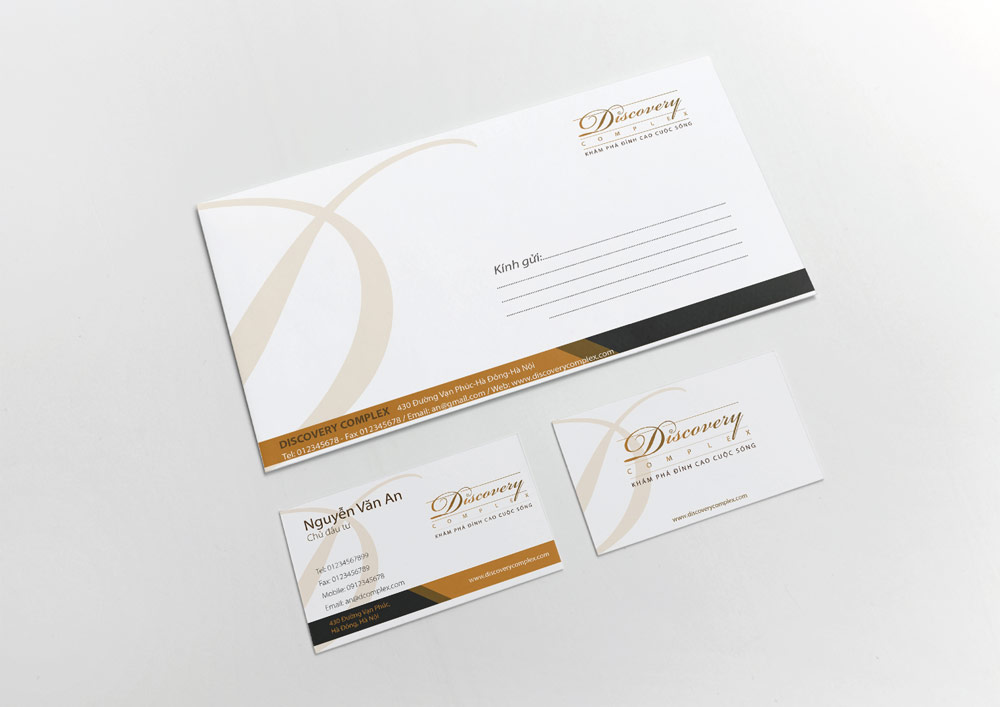 Discovery
COMPLEX
KHÁM PHÁ ĐỈNH CAO CUỘC SỐNG
Kính gửi:
DISCOVERY COMPLEX 430 Đường Vạn Phúc-Hà Đông-Hà Nội
Tel: 012345678 - Fax 012345678 / Email: an@gmail.com / Web: www.discoverycomplex.com
Nguyễn Văn An
Chủ đầu tư
Tel: 01234567899
Fax: 0123456789
Mobile: 0912345678
Email: an@dcomplex.com
430 Đường Vạn Phúc,
Hà Đông, Hà Nội
Discovery
COMPLEX
KHÁM PHÁ ĐỈNH CAO CUỘC SỐNG
www.discoverycomplex.com
Discovery
COMPLEX
KHÁM PHÁ ĐỈNH CAO CUỘC SỐNG
www.discoverycomplex.com